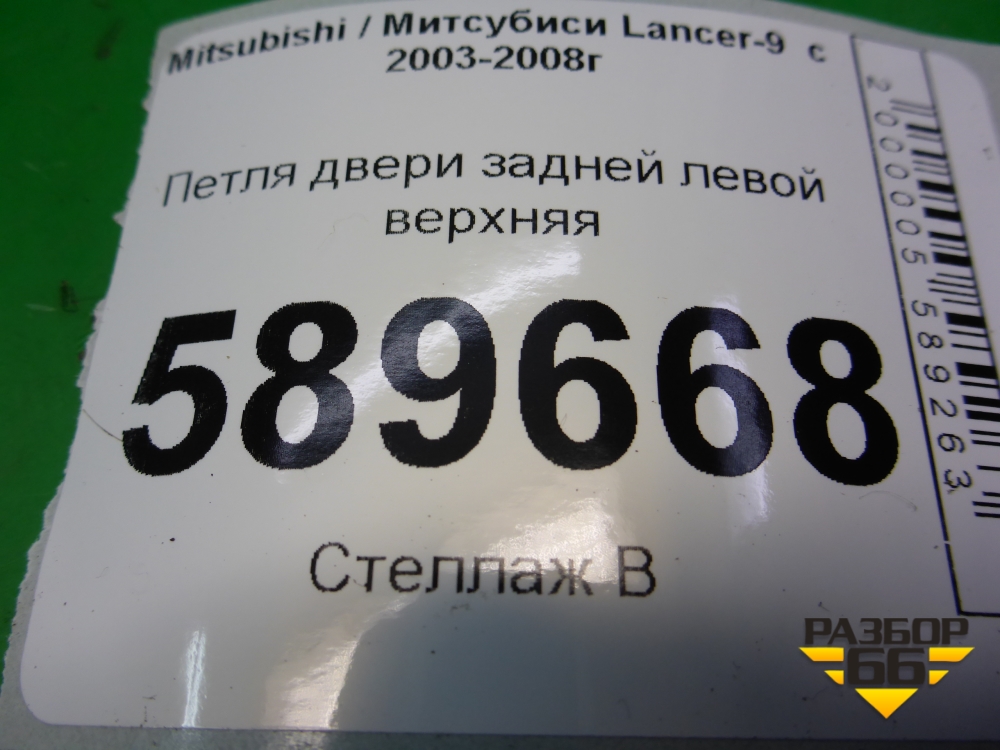 Mitsubishi / Митсубиси Lancer-9 с
2003-2008г
Петля двери задней левой
верхняя
589668
Стеллаж В
2000005589263
РАЗБОР
66